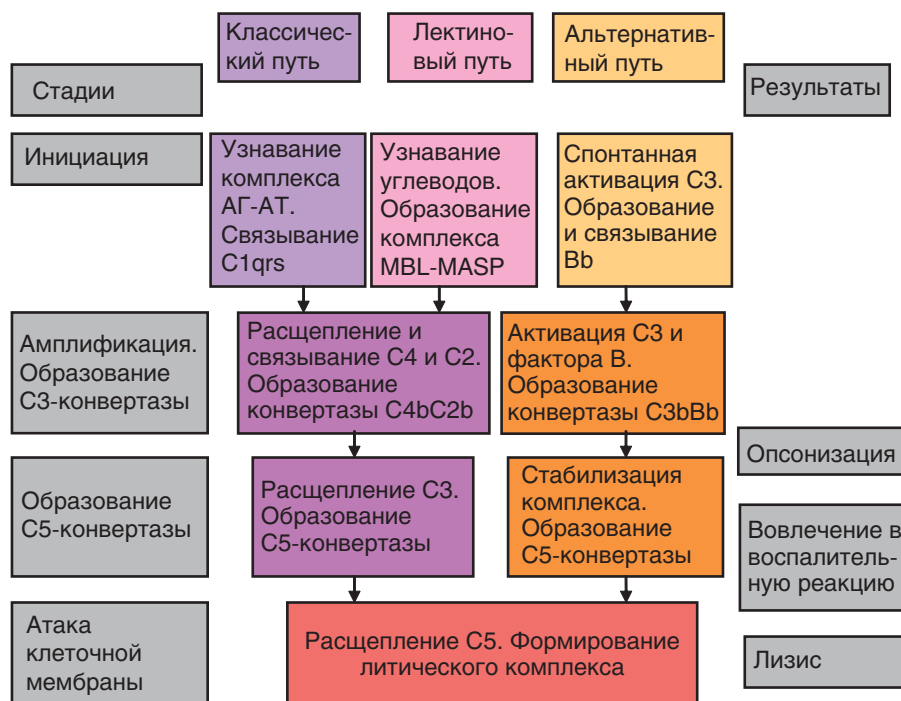 Классичес-
кий путь
Лектино-
вый путь
Альтернатив-
ный путь
Стадии
Результаты
Инициация
Узнавание
комплекса
АГ-АТ.
Связывание
C1qrs
Узнавание
углеводов.
Образование
комплекса
MBL-MASP
Спонтанная
активация С3.
Образование
и связывание
Bb
Амплификация.
Образование
С3-конвертазы
Расщепление и
связывание С4 и С2.
Образование
конвертазы C4bC2b
Активация С3 и
фактора В.
Образование
конвертазы C3bBb
Опсонизация
Образование
С5-конвертазы
Расщепление С3.
Образование
С5-конвертазы
Стабилизация
комплекса.
Образование
С5-конвертазы
Вовлечение в
воспалитель-
ную реакцию
Атака
клеточной
мембраны
Расщепление С5. Формирование
литического комплекса
Лизис